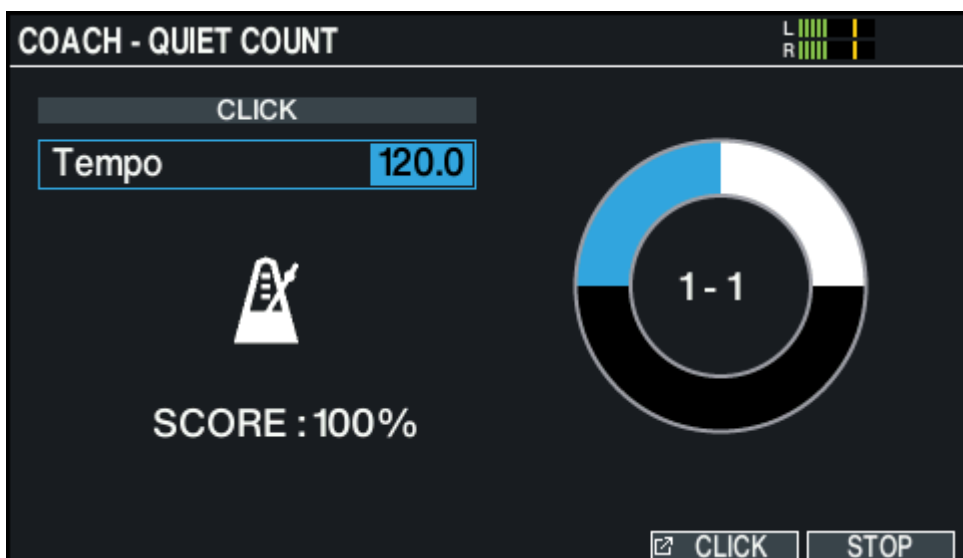 COACH - QUIET COUNT
L
R
CLICK
Tempo 120.0
1 - 1
SCORE : 100%
CLICK STOP